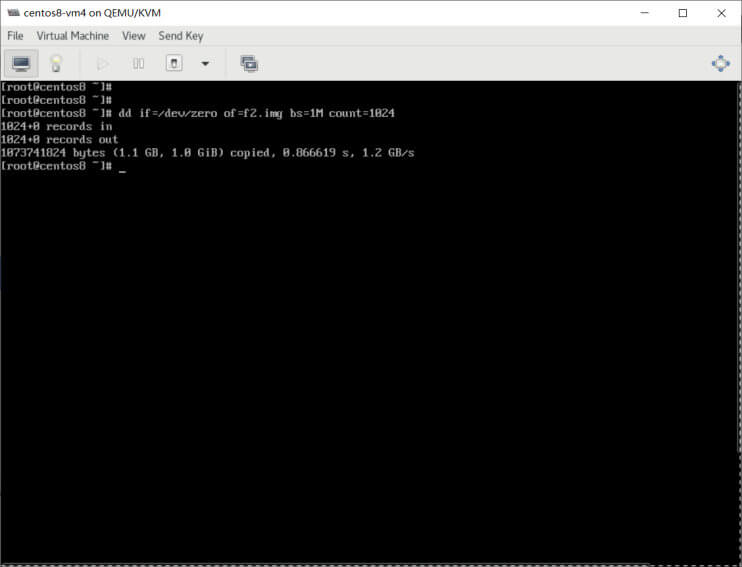 centos8-vm4 on QEMU/KVM
File Virtual Machine View Send Key
[root@centos8 ~]#
[root@centos8 ~]#
[root@centos8 ~]# dd if=/dev/zero of=f2.img bs=1M count=1024
1024+0 records in
1024+0 records out
1073741824 bytes (1.1 GB, 1.0 GiB) copied, 0.866619 s, 1.2 GB/s
[root@centos8 ~]# _